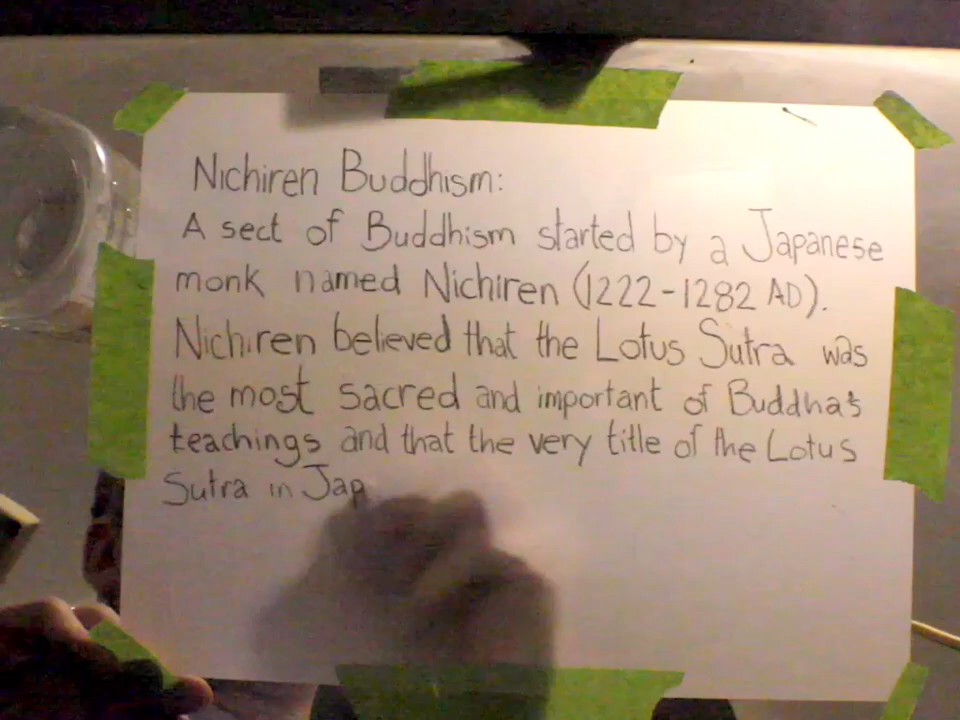 Nichiren Buddhism:
A sect of Buddhism started by a Japanese
monk named Nichiren (1222-1282 AD).
Nichiren believed that the Lotus Sutra was
the most sacred and important of Buddha's
teachings and that the very title of the Lotus
Sutra in Jap